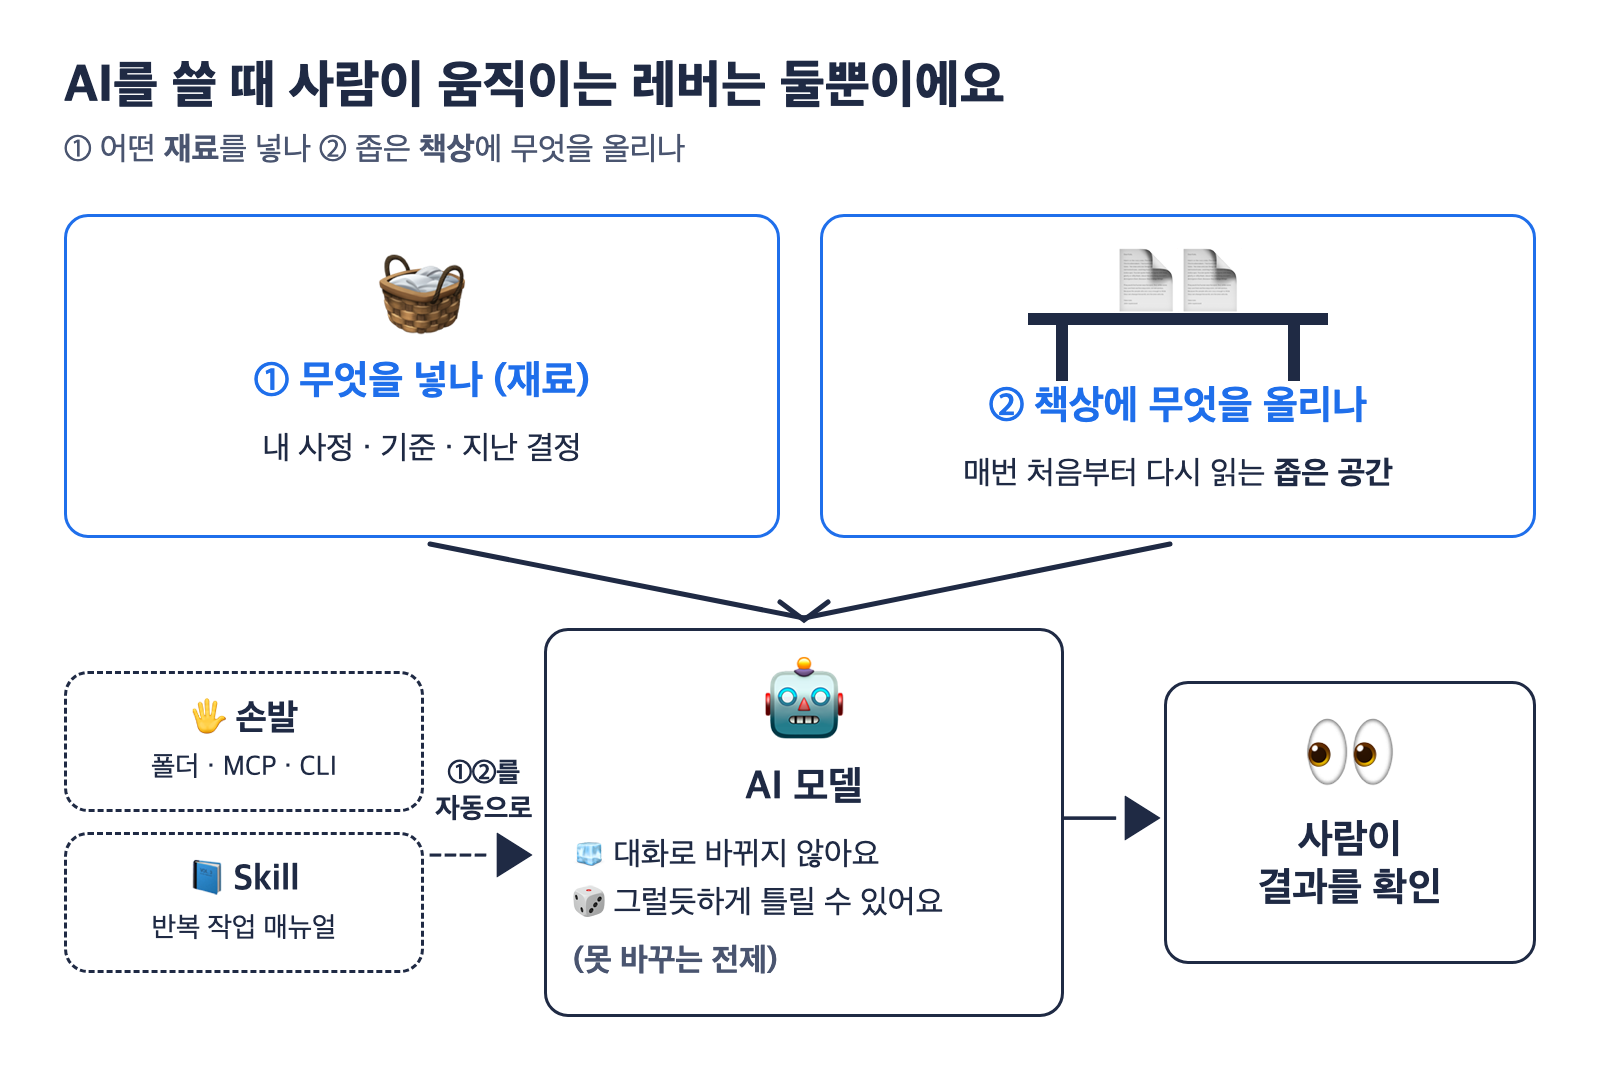 AI를 쓸 때 사람이 움직이는 레버는 둘뿐이에요
① 어떤 재료를 넣나 ② 좁은 책상에 무엇을 올리나
① 무엇을 넣나 (재료)
내 사정 · 기준 · 지난 결정
② 책상에 무엇을 올리나
매번 처음부터 다시 읽는 좁은 공간
손발
폴더 · MCP · CLI
Skill
반복 작업 매뉴얼
①②를
자동으로
AI 모델
대화로 바뀌지 않아요
그럴듯하게 틀릴 수 있어요
(못 바꾸는 전제)
사람이
결과를 확인